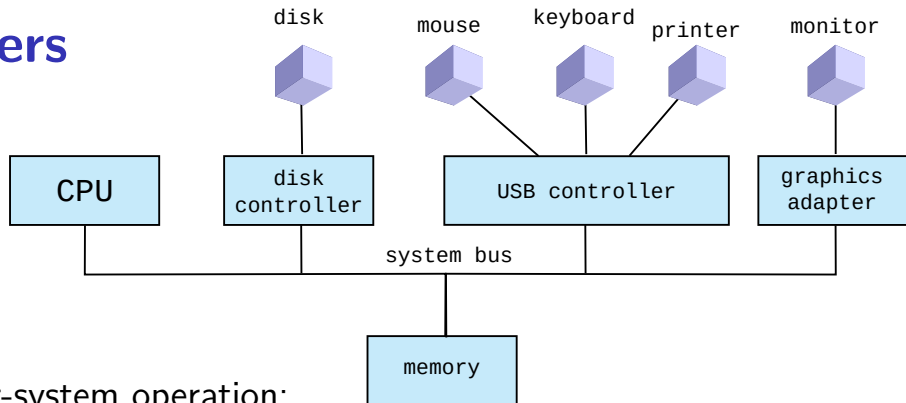 disk
mouse
keyboard
printer
monitor
ers
CPU
disk
controller
USB controller
graphics
adapter
system bus
memory
-system operation: